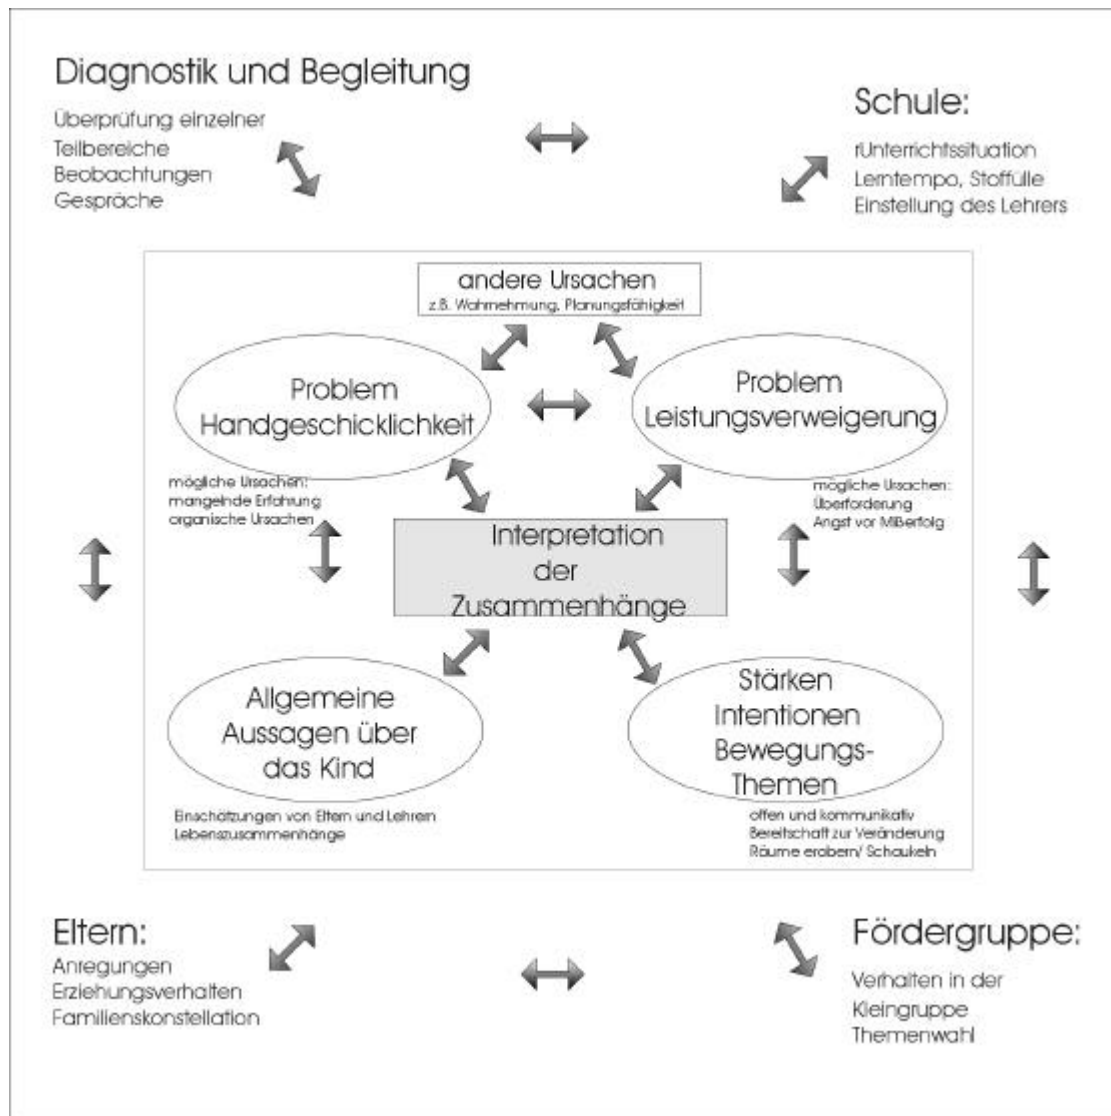 Diagnostik und Begleitung
Überprüfung einzelner
Teilbereiche
Beobachtungen
Gespräche
Schule:
rUnterrichtssituation
Lerntempo, Stoffülle
Einstellung des Lehrers
andere Ursachen
z.B. Wahrnehmung, Planungsfähigkeit
Problem
Handgeschicklichkeit
mögliche Ursachen:
mangelnde Erfahrung
organische Ursachen
Problem
Leistungsverweigerung
mögliche Ursachen:
Überforderung
Angst vor Mißerfolg
Interpretation
der
Zusammenhänge
Allgemeine
Aussagen über
das Kind
Einschätzungen von Eltern und Lehrern
Lebenszusammenhänge
Stärken
Intentionen
Bewegungs-
Themen
offen und kommunikativ
Bereitschaft zur Veränderung
Räume erobern/ Schaukeln
Eltern:
Anregungen
Erziehungsverhalten
Familienskonstellation
Fördergruppe:
Verhalten in der
Kleingruppe
Themenwahl